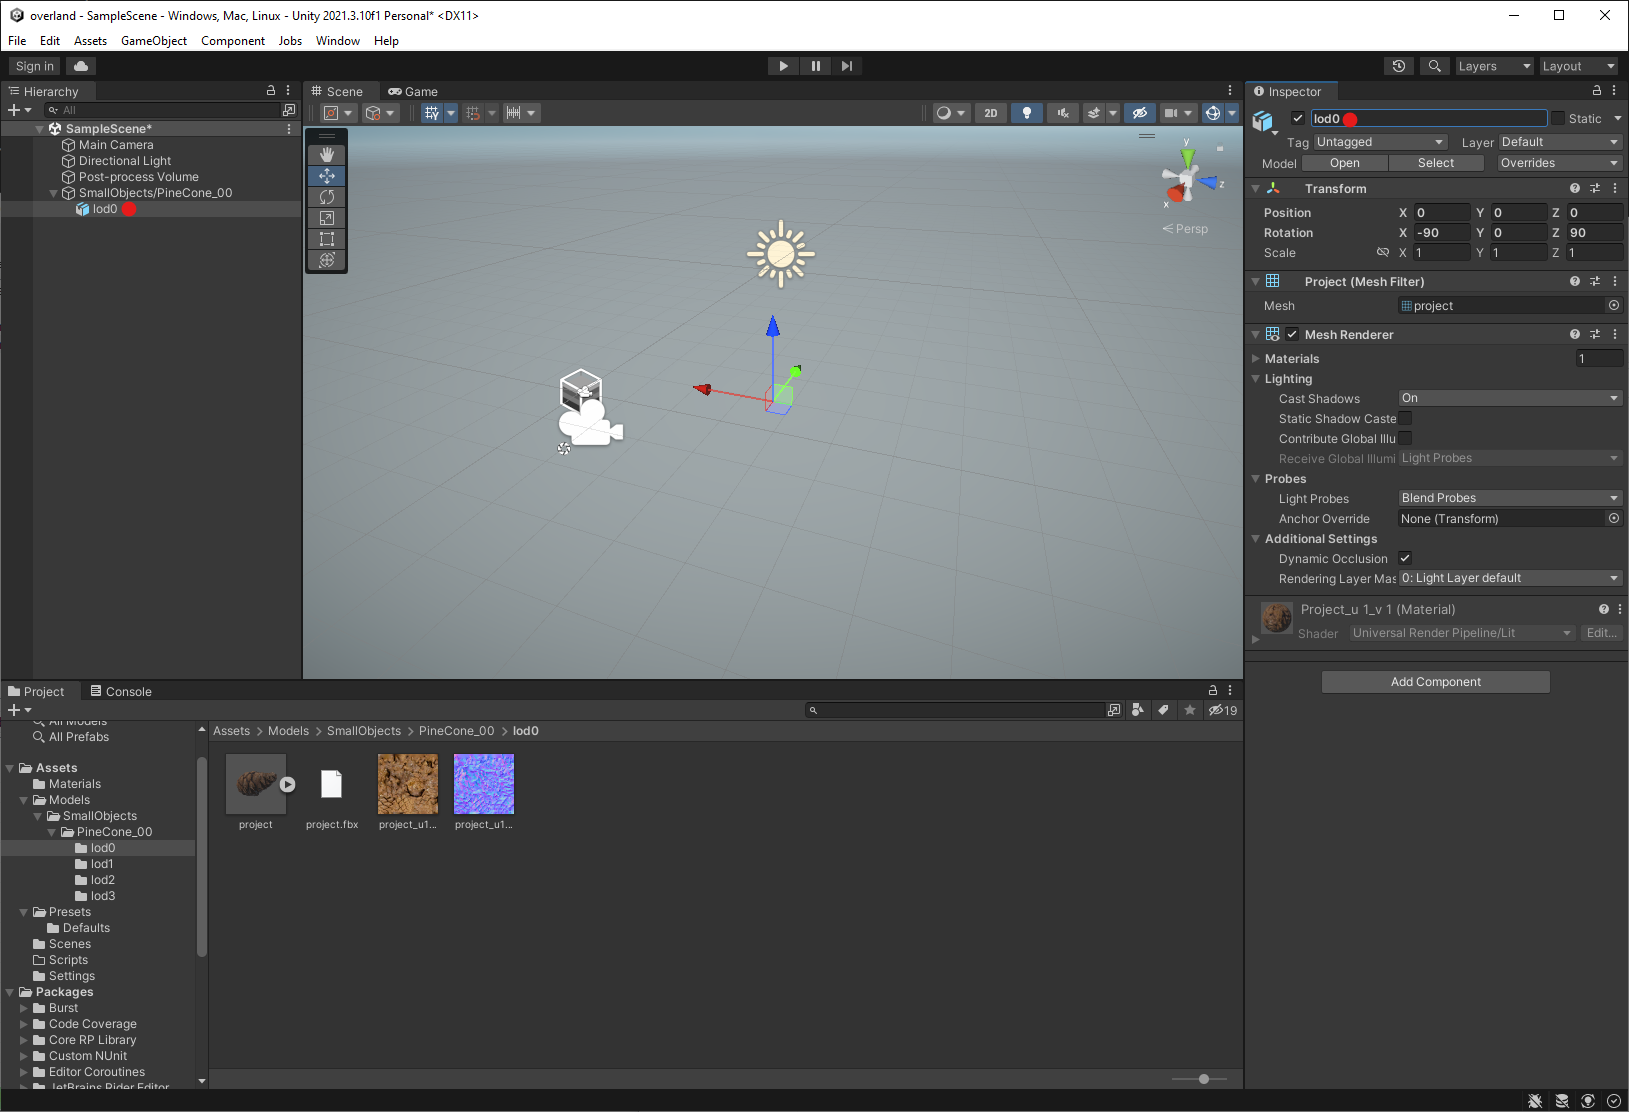 overland - SampleScene - Windows, Mac, Linux - Unity 2021.3.10f1 Personal* <DX11>
File Edit Assets GameObject Component Jobs Window Help
Sign in
Layers
Layout
Hierarchy
All
SampleScene*
Main Camera
Directional Light
Post-process Volume
SmallObjects/PineCone_00
lod0
Scene
Game
2D
y
z
x
Persp
Inspector
lod0
Static
Tag Untagged Layer Default
Model Open Select Overrides
Transform
Position X 0 Y 0 Z 0
Rotation X -90 Y 0 Z 90
Scale X 1 Y 1 Z 1
Project (Mesh Filter)
Mesh project
Mesh Renderer
Materials 1
Lighting
Cast Shadows On
Static Shadow Caste
Contribute Global Illu
Receive Global Illumi Light Probes
Probes
Light Probes Blend Probes
Anchor Override None (Transform)
Additional Settings
Dynamic Occlusion
Rendering Layer Mas 0: Light Layer default
Project_u 1_v 1 (Material)
Shader Universal Render Pipeline/Lit Edit...
Add Component
Project
Console
19
All Models
All Prefabs
Assets
Materials
Models
SmallObjects
PineCone_00
lod0
lod1
lod2
lod3
Presets
Defaults
Scenes
Scripts
Settings
Packages
Burst
Code Coverage
Core RP Library
Custom NUnit
Editor Coroutines
JetBrains Rider Editor
Assets > Models > SmallObjects > PineCone_00 > lod0
project
project.fbx
project_u1...
project_u1...